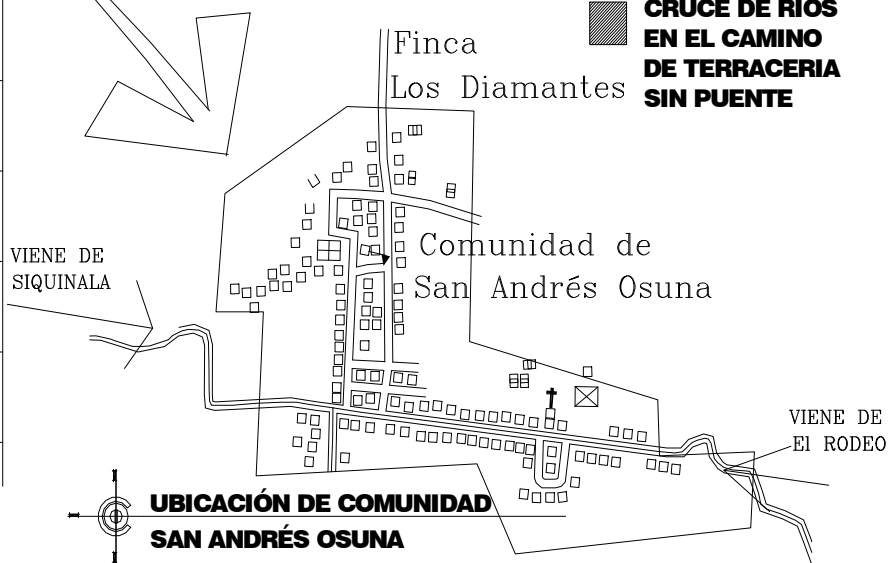 CRUCE DE RIOS
EN EL CAMINO
DE TERRACERIA
SIN PUENTE
Finca
Los Diamantes
Comunidad de
San Andrés Osuna
VIENE DE
SIQUINALA
VIENE DE
El RODEO
UBICACIÓN DE COMUNIDAD
SAN ANDRÉS OSUNA